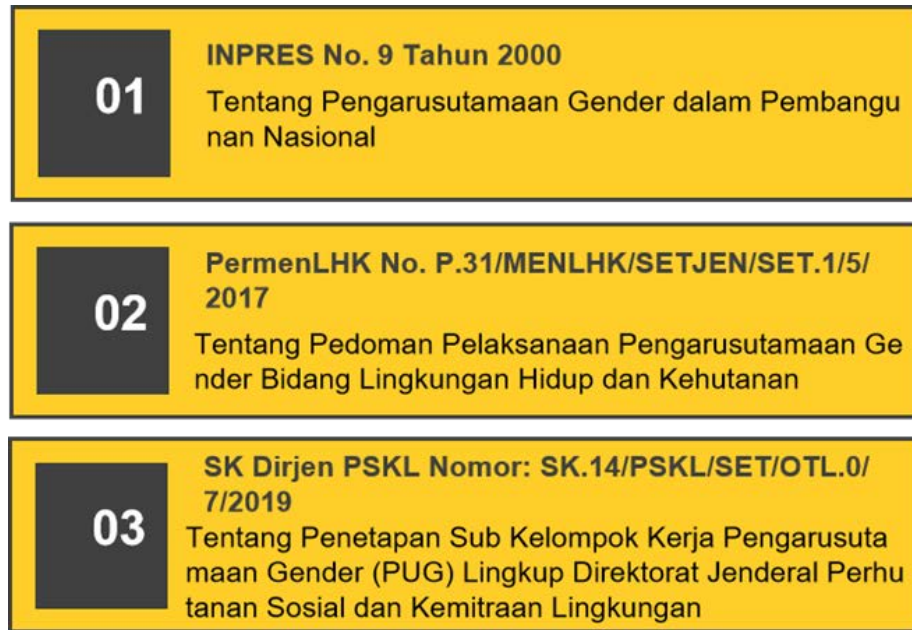 01
INPRES No. 9 Tahun 2000
Tentang Pengarusutamaan Gender dalam Pembangu
nan Nasional
02
PermenLHK No. P.31/MENLHK/SETJEN/SET.1/5/
2017
Tentang Pedoman Pelaksanaan Pengarusutamaan Ge
nder Bidang Lingkungan Hidup dan Kehutanan
03
SK Dirjen PSKL Nomor: SK.14/PSKL/SET/OTL.0/
7/2019
Tentang Penetapan Sub Kelompok Kerja Pengarusuta
maan Gender (PUG) Lingkup Direktorat Jenderal Perhu
tanan Sosial dan Kemitraan Lingkungan